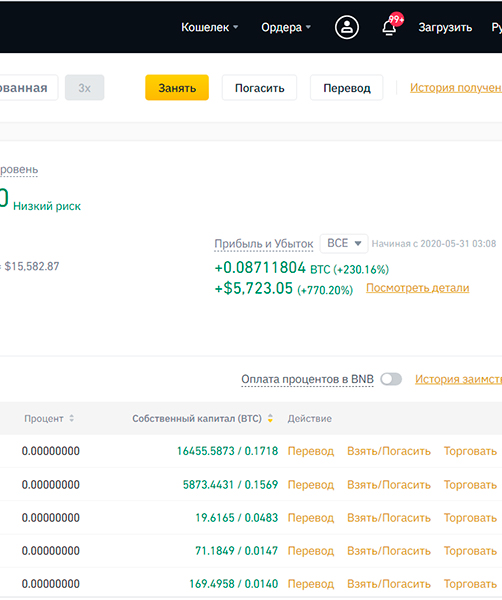 Кошелек Ордера 99+ Загрузить Ру
ованная 3x Занять Погасить Перевод История получен
ровень
0 Низкий риск
Прибыль и Убыток ВСЕ Начиная с 2020-05-31 03:08
≈ $15,582.87
+0.08711804 BTC (+230.16%)
+$5,723.05 (+770.20%) Посмотреть детали
Оплата процентов в BNB История заимст
Процент Собственный капитал (BTC) Действие
0.00000000 16455.5873 / 0.1718 Перевод Взять/Погасить Торговать
0.00000000 5873.4431 / 0.1569 Перевод Взять/Погасить Торговать
0.00000000 19.6165 / 0.0483 Перевод Взять/Погасить Торговать
0.00000000 71.1849 / 0.0147 Перевод Взять/Погасить Торговать
0.00000000 169.4958 / 0.0140 Перевод Взять/Погасить Торговать